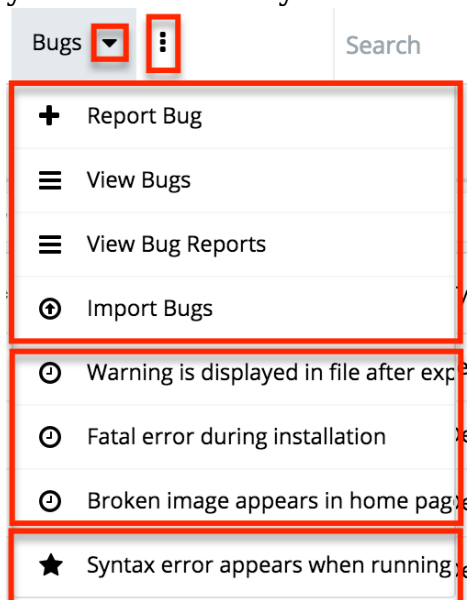 Bugs
Search
Report Bug
View Bugs
View Bug Reports
Import Bugs
Warning is displayed in file after exp
Fatal error during installation
Broken image appears in home pag
Syntax error appears when running